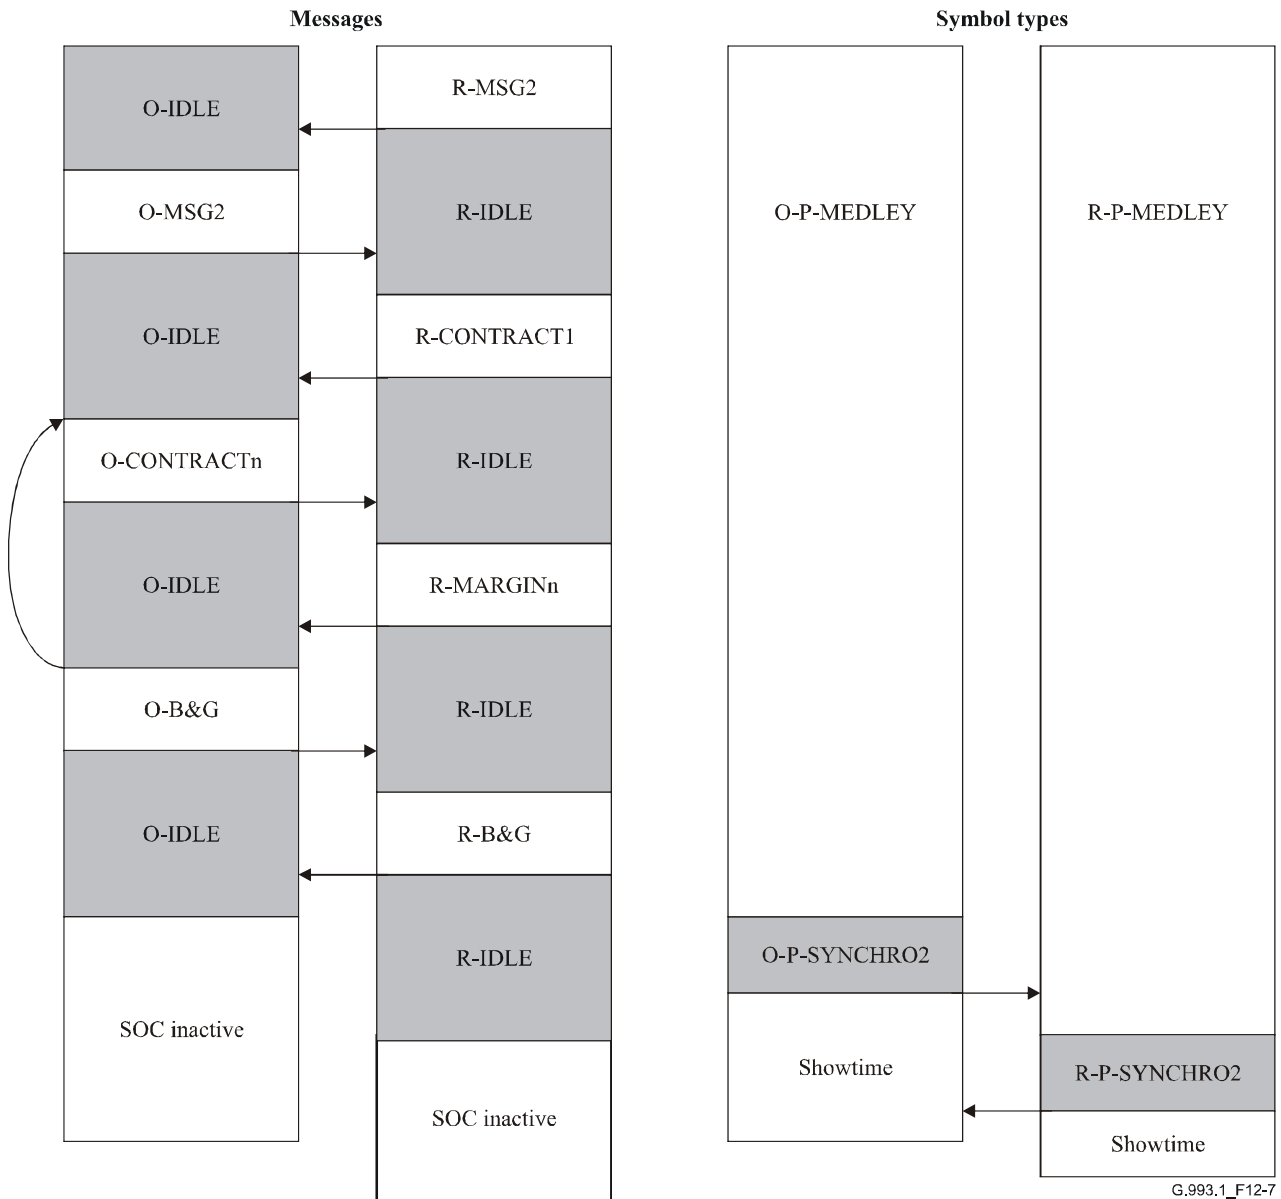 Messages
Symbol types
R-MSG2
O-IDLE
O-MSG2
R-IDLE
O-P-MEDLEY
R-P-MEDLEY
O-IDLE
R-CONTRACT1
O-CONTRACTn
R-IDLE
O-IDLE
R-MARGINn
O-B&G
R-IDLE
O-IDLE
R-B&G
O-P-SYNCHRO2
R-IDLE
SOC inactive
Showtime
R-P-SYNCHRO2
SOC inactive
Showtime
G.993.1_F12-7